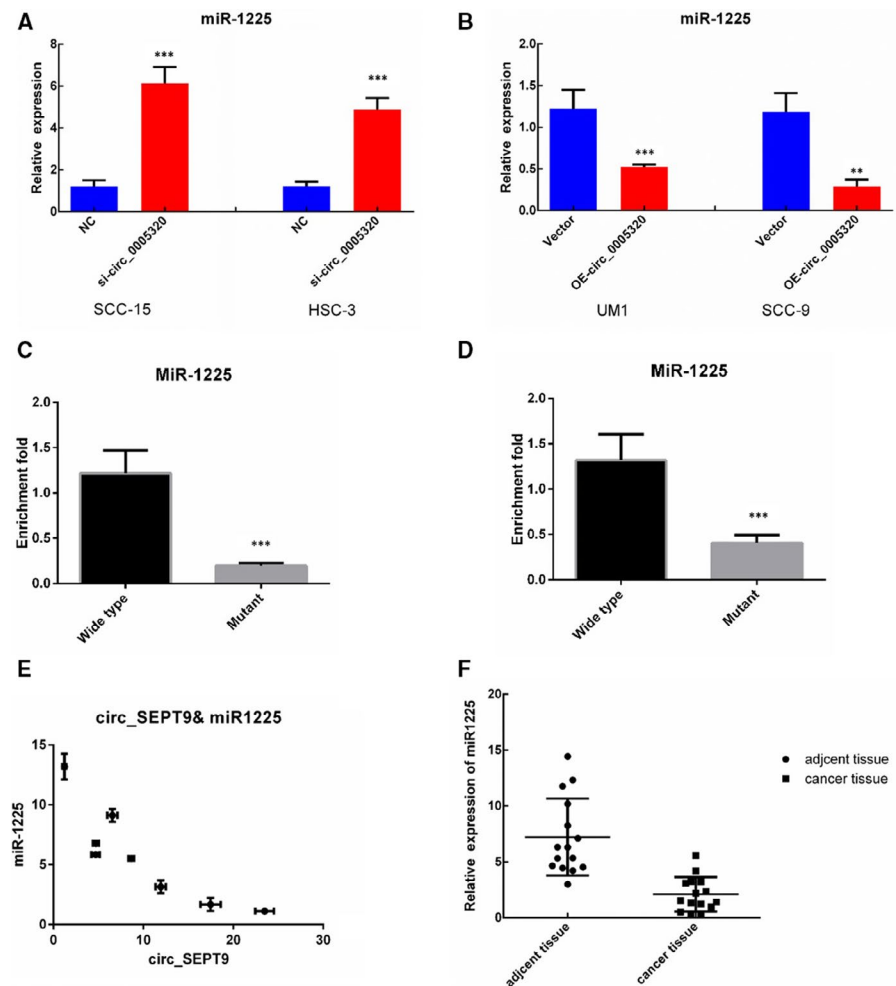 A
miR-1225
Relative expression
8
6
4
2
0
NC
si-circ_0005320
NC
si-circ_0005320
***
***
SCC-15
HSC-3
B
miR-1225
Relative expression
2.0
1.5
1.0
0.5
0.0
Vector
OE-circ_0005320
Vector
OE-circ_0005320
***
**
UM1
SCC-9
C
MiR-1225
Enrichment fold
2.0
1.5
1.0
0.5
0.0
***
Wide type
Mutant
D
MiR-1225
Enrichment fold
2.0
1.5
1.0
0.5
0.0
***
Wide type
Mutant
E
circ_SEPT9& miR1225
miR-1225
15
10
5
0
0 10 20 30
circ_SEPT9
F
Relative expression of miR1225
20
15
10
5
0
adjcent tissue
cancer tissue
adjcent tissue
cancer tissue